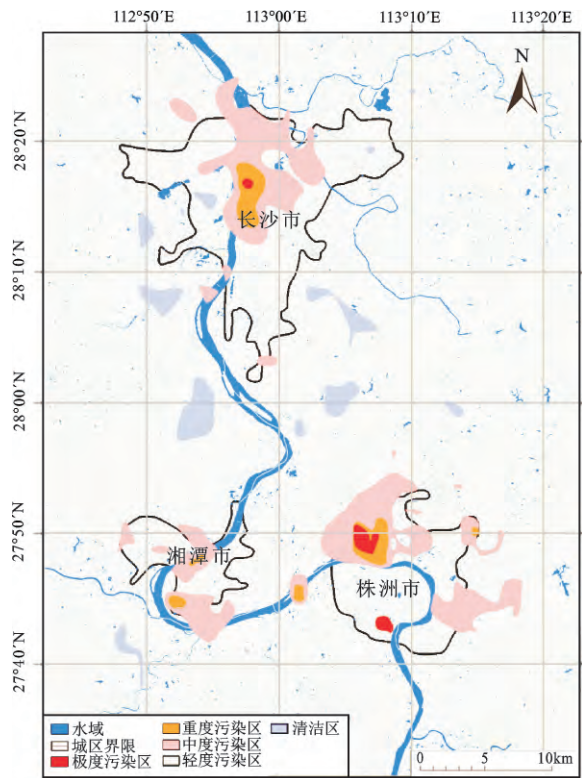 112°50′E 113°00′E 113°10′E 113°20′E
N
28°20′N
长沙市
28°10′N
28°00′N
27°50′N
湘潭市
株洲市
27°40′N
水域 重度污染区 清洁区
城区界限 中度污染区
极度污染区 轻度污染区
0 5 10km